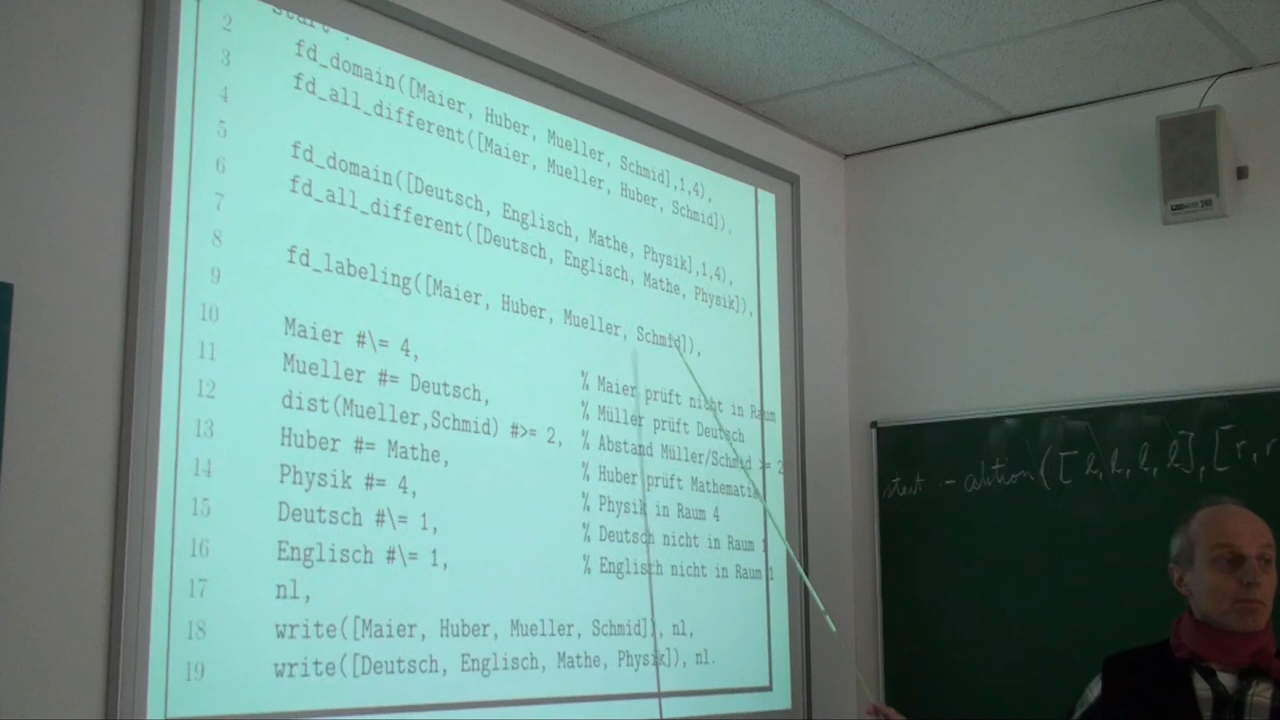 2 start :-
3 fd_domain([Maier, Huber, Mueller, Schmid],1,4),
4 fd_all_different([Maier, Mueller, Huber, Schmid]),
5
6 fd_domain([Deutsch, Englisch, Mathe, Physik],1,4),
7 fd_all_different([Deutsch, Englisch, Mathe, Physik]),
8
9 fd_labeling([Maier, Huber, Mueller, Schmid]),
10
11 Maier #\= 4, % Maier prüft nicht in Raum
12 Mueller #= Deutsch, % Müller prüft Deutsch
13 dist(Mueller,Schmid) #>= 2, % Abstand Müller/Schmid >= 2
14 Huber #= Mathe, % Huber prüft Mathematik
15 Physik #= 4, % Physik in Raum 4
16 Deutsch #\= 1, % Deutsch nicht in Raum 1
17 Englisch #\= 1, % Englisch nicht in Raum 1
18 nl,
19 write([Maier, Huber, Mueller, Schmid]), nl,
write([Deutsch, Englisch, Mathe, Physik]), nl.
start :- aktion([l,l,l,l],[r,r